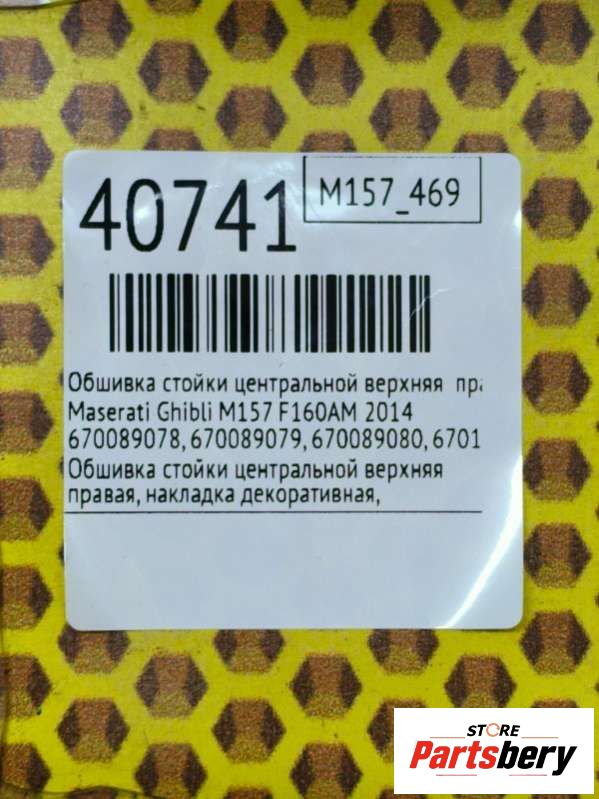 40741
M157_469
Обшивка стойки центральной верхняя
Maserati Ghibli M157 F160AM 2014
670089078, 670089079, 670089080, 6701
Обшивка стойки центральной верхняя
правая, накладка декоративная,
STORE
Partsbery